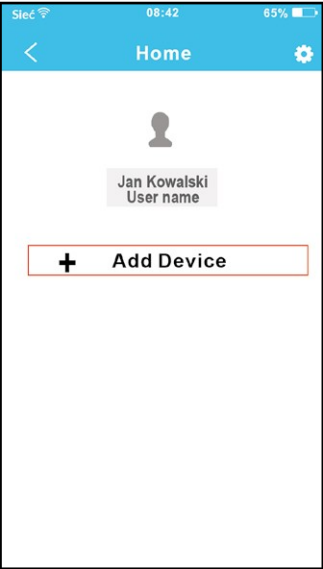 Sieć 08:42 65%
Home
Jan Kowalski
User name
+ Add Device